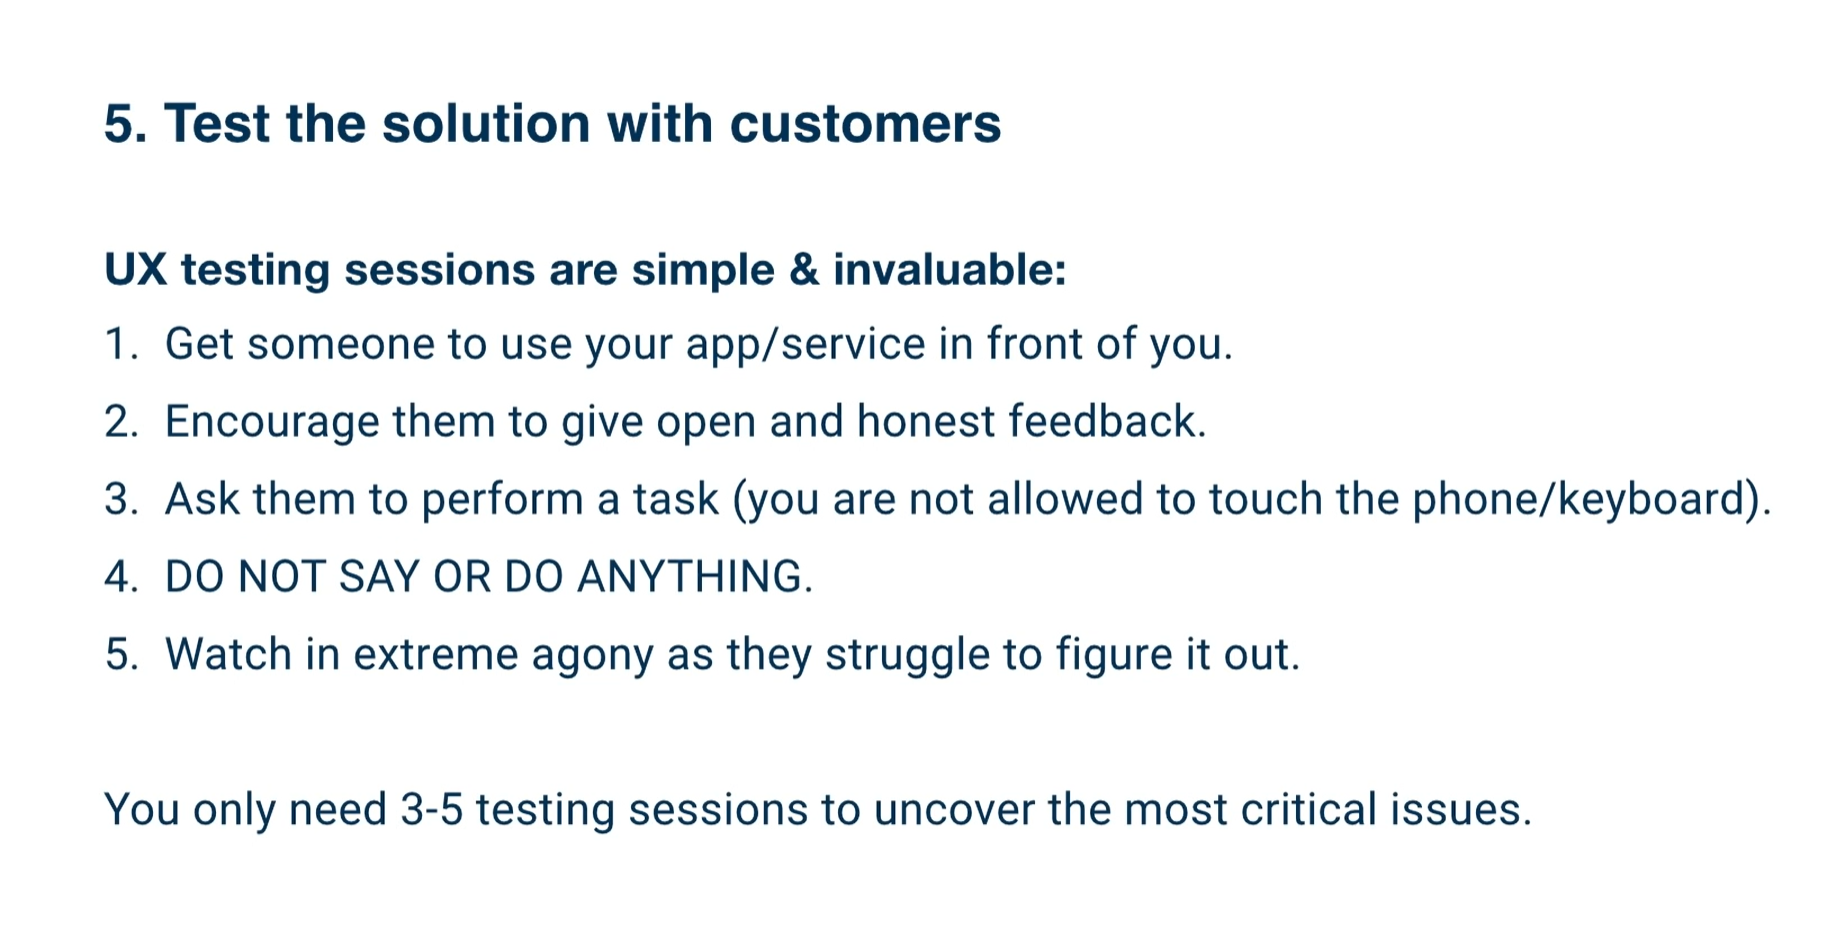 5. Test the solution with customers
UX testing sessions are simple & invaluable:
1. Get someone to use your app/service in front of you.
2. Encourage them to give open and honest feedback.
3. Ask them to perform a task (you are not allowed to touch the phone/keyboard).
4. DO NOT SAY OR DO ANYTHING.
5. Watch in extreme agony as they struggle to figure it out.
You only need 3-5 testing sessions to uncover the most critical issues.